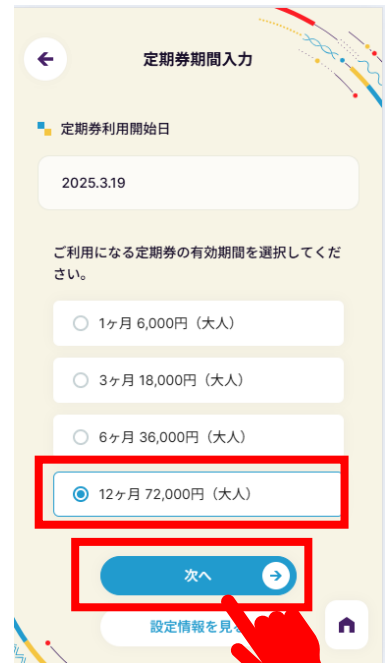 定期券期間入力
定期券利用開始日
2025.3.19
ご利用になる定期券の有効期間を選択してくだ
さい。
1ヶ月 6,000円（大人）
3ヶ月 18,000円（大人）
6ヶ月 36,000円（大人）
12ヶ月 72,000円（大人）
次へ
設定情報を見る